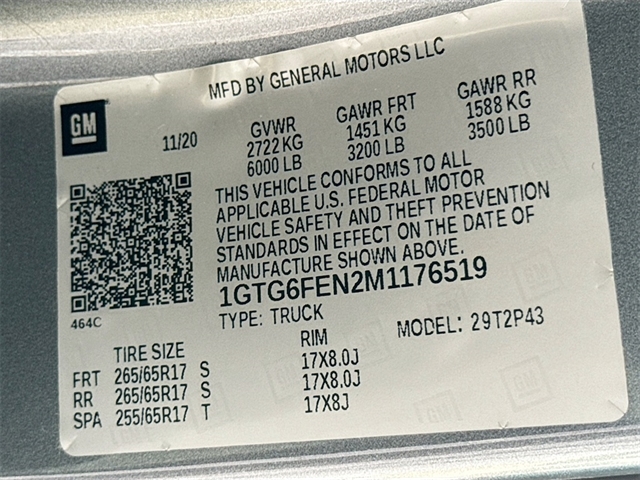 MFD BY GENERAL MOTORS LLC
GM
11/20
GVWR GAWR FRT GAWR RR
2722 KG 1451 KG 1588 KG
6000 LB 3200 LB 3500 LB
THIS VEHICLE CONFORMS TO ALL
APPLICABLE U.S. FEDERAL MOTOR
VEHICLE SAFETY AND THEFT PREVENTION
STANDARDS IN EFFECT ON THE DATE OF
MANUFACTURE SHOWN ABOVE.
1GTG6FEN2M1176519
464C
TYPE: TRUCK MODEL: 29T2P43
TIRE SIZE RIM
FRT 265/65R17 S 17X8.0J
RR 265/65R17 S 17X8.0J
SPA 255/65R17 T 17X8J